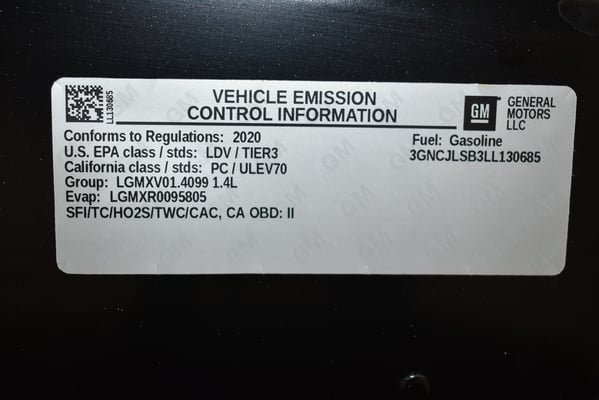 LL130685
VEHICLE EMISSION
CONTROL INFORMATION
GM
GENERAL
MOTORS
LLC
Conforms to Regulations: 2020
U.S. EPA class / stds: LDV / TIER3
California class / stds: PC / ULEV70
Group: LGMXV01.4099 1.4L
Evap: LGMXR0095805
SFI/TC/HO2S/TWC/CAC, CA OBD: II
Fuel: Gasoline
3GNCJLSB3LL130685